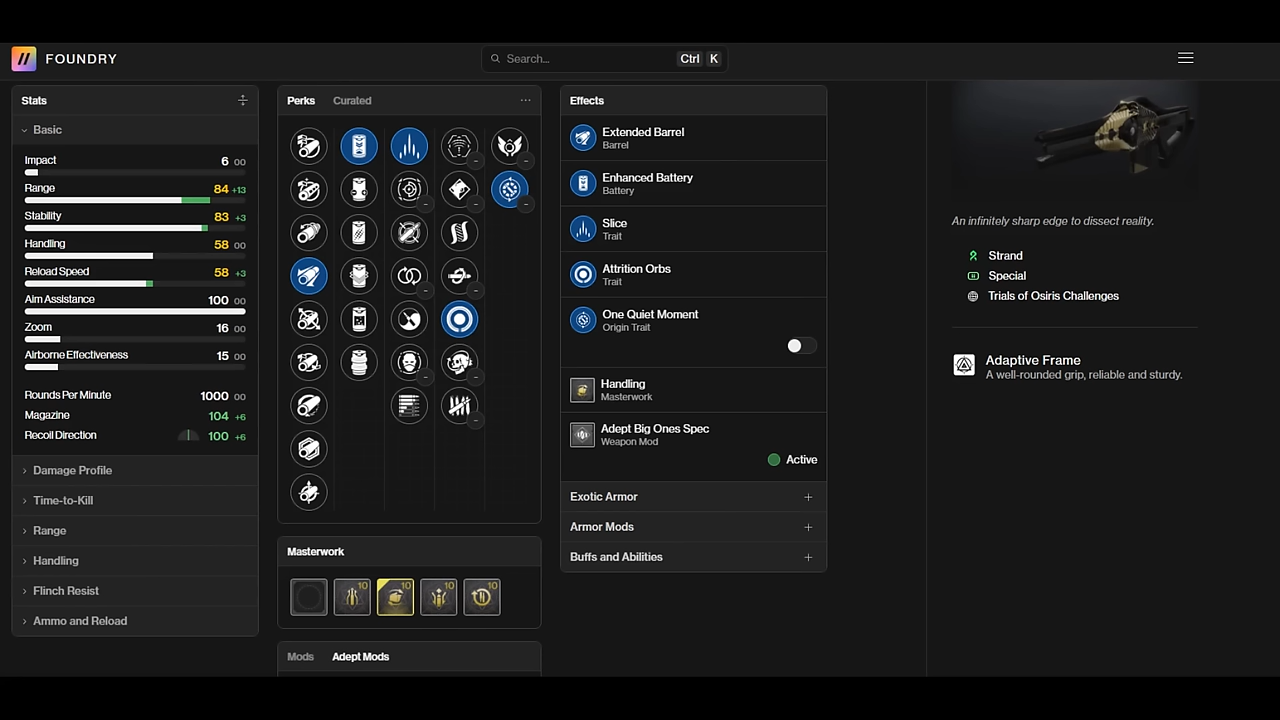 FOUNDRY
Search...
Ctrl
K
Stats
Basic
Impact 6 00
Range 84 +13
Stability 83 +3
Handling 58 00
Reload Speed 58 +3
Aim Assistance 100 00
Zoom 16 00
Airborne Effectiveness 15 00
Rounds Per Minute 1000 00
Magazine 104 +6
Recoil Direction 100 +6
Damage Profile
Time-to-Kill
Range
Handling
Flinch Resist
Ammo and Reload
Perks Curated
Masterwork
10 10 10 10
Mods Adept Mods
Effects
Extended Barrel
Barrel
Enhanced Battery
Battery
Slice
Trait
Attrition Orbs
Trait
One Quiet Moment
Origin Trait
Handling
Masterwork
Adept Big Ones Spec
Weapon Mod
Active
Exotic Armor
Armor Mods
Buffs and Abilities
An infinitely sharp edge to dissect reality.
Strand
Special
Trials of Osiris Challenges
Adaptive Frame
A well-rounded grip, reliable and sturdy.